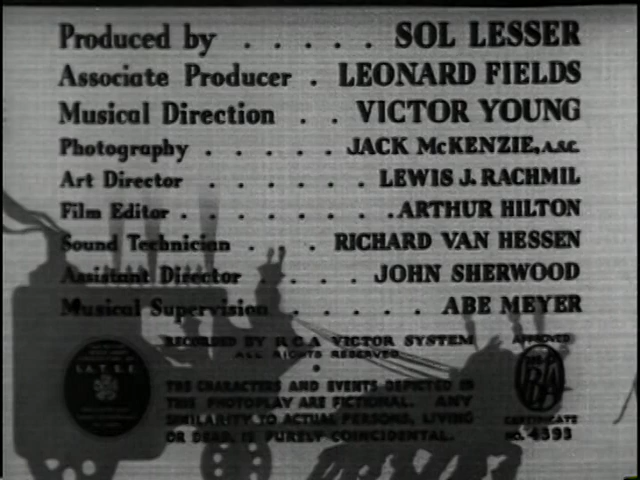 Produced by . . . . . SOL LESSER
Associate Producer . LEONARD FIELDS
Musical Direction . . VICTOR YOUNG
Photography . . . . . JACK McKENZIE, A.S.C.
Art Director . . . . . . LEWIS J. RACHMIL
Film Editor . . . . . . . . ARTHUR HILTON
Sound Technician . . . RICHARD VAN HESSEN
Assistant Director . . . JOHN SHERWOOD
Musical Supervision . . . . . ABE MEYER
RECORDED BY R.C.A VICTOR SYSTEM
ALL RIGHTS RESERVED
THE CHARACTERS AND EVENTS DEPICTED IN
THIS PHOTOPLAY ARE FICTIONAL. ANY
SIMILARITY TO ACTUAL PERSONS, LIVING
OR DEAD, IS PURELY COINCIDENTAL.
I.A.T.S.E.
APPROVED
CERTIFICATE
NO. 4393